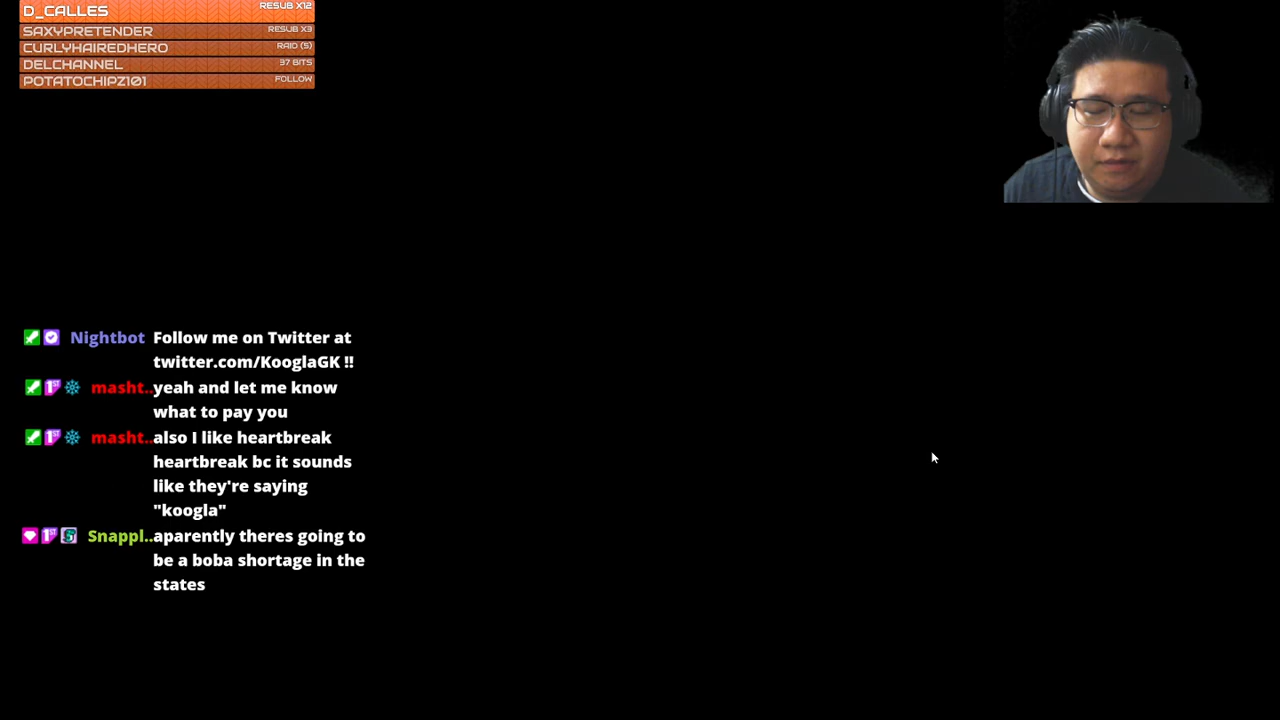 D_CALLES RESUB X12
SAXYPRETENDER RESUB X3
CURLYHAIREDHERO RAID (5)
DELCHANNEL 37 BITS
POTATOCHIPZ101 FOLLOW
Nightbot Follow me on Twitter at
twitter.com/KooglaGK !!
masht.. yeah and let me know
what to pay you
masht.. also I like heartbreak
heartbreak bc it sounds
like they're saying
"koogla"
Snappl.. aparently theres going to
be a boba shortage in the
states